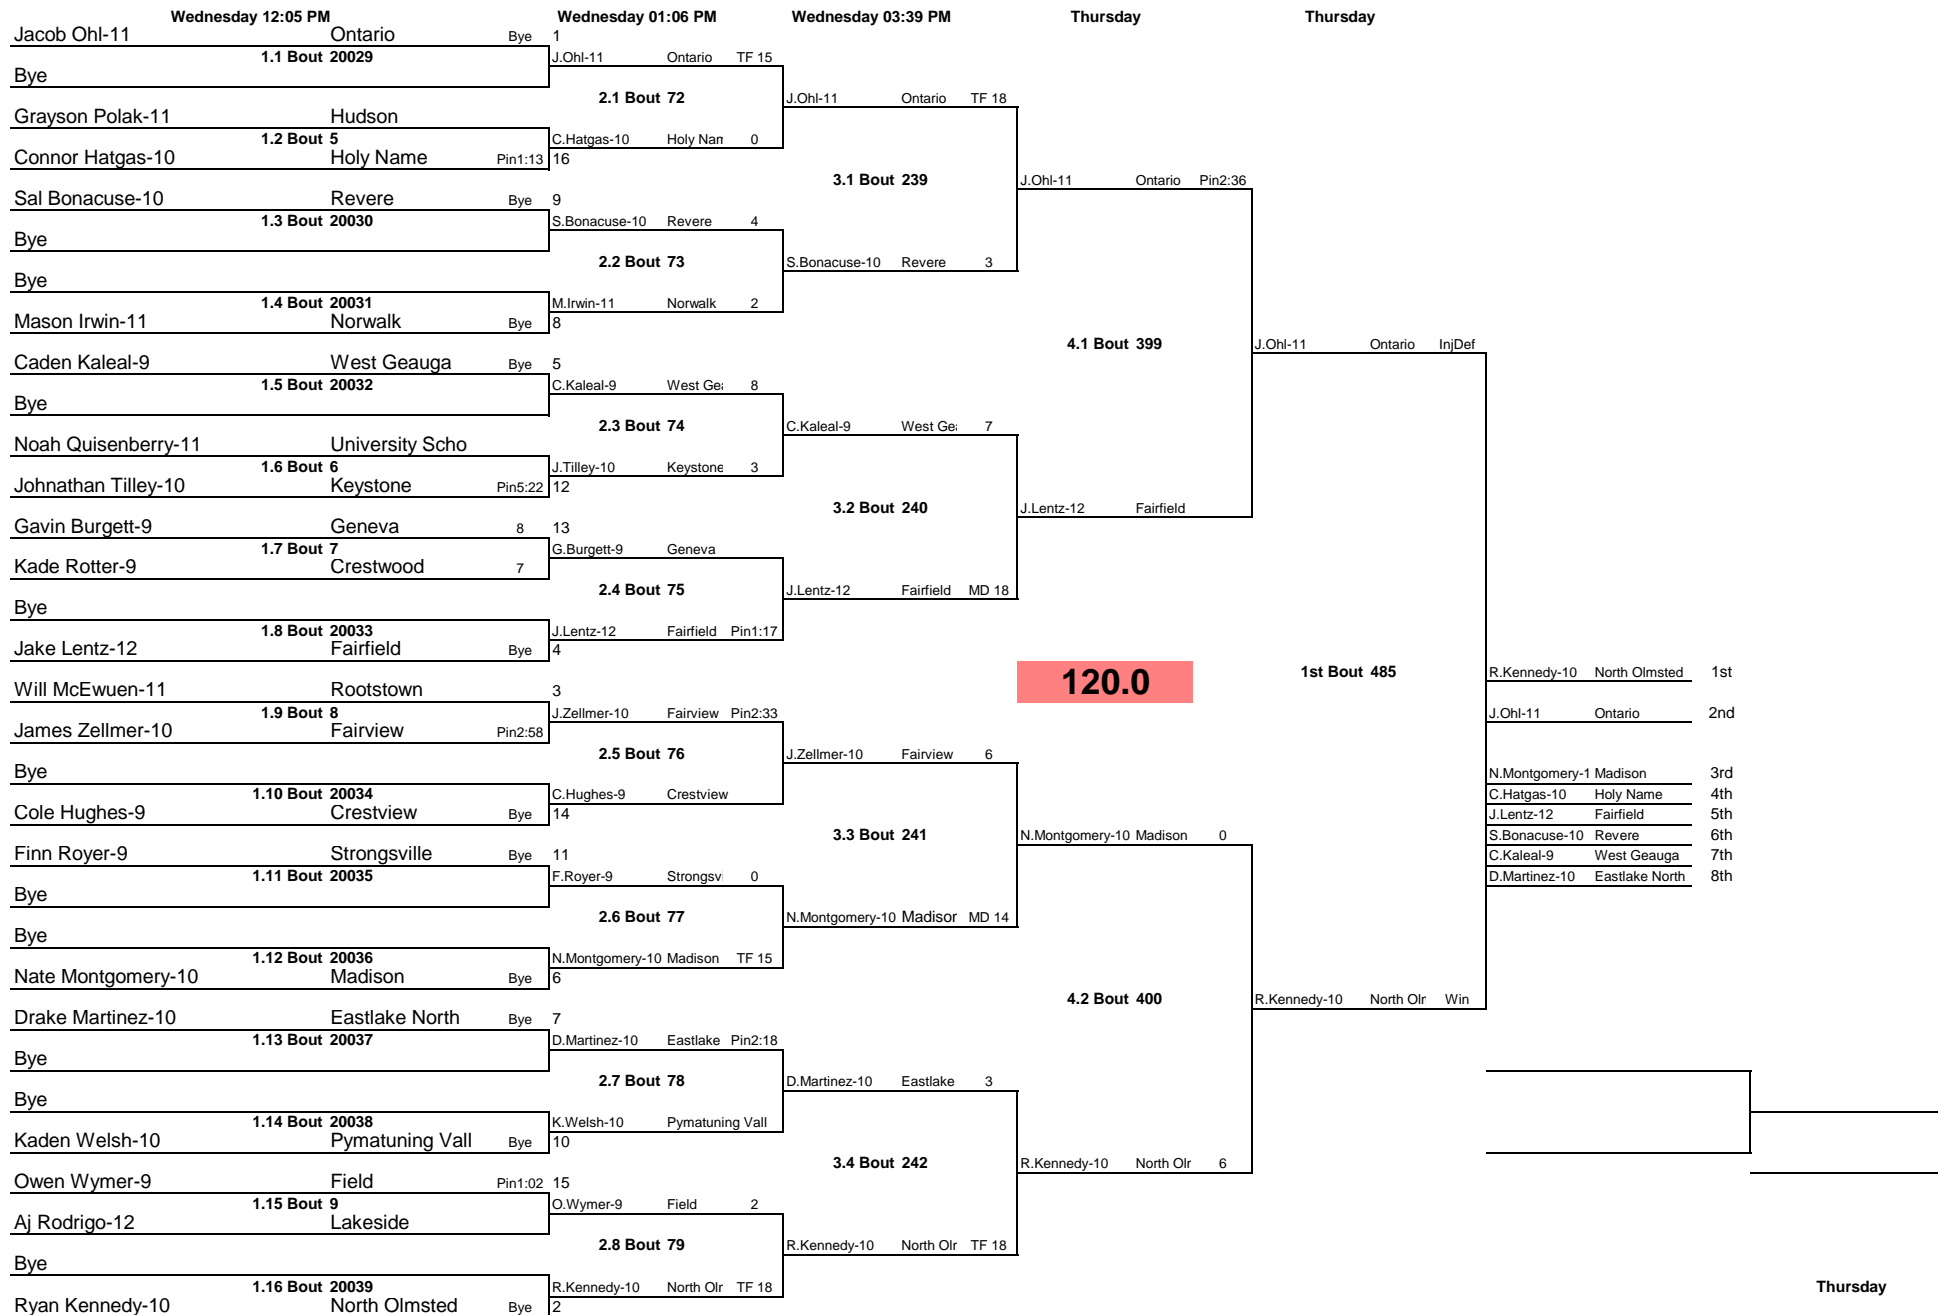 Wednesday 12:05 PM Wednesday 01:06 PM Wednesday 03:39 PM Thursday Thursday
Jacob Ohl-11 Ontario Bye 1
1.1 Bout 20029 J.Ohl-11 Ontario TF 15
Bye
2.1 Bout 72 J.Ohl-11 Ontario TF 18
Grayson Polak-11 Hudson
1.2 Bout 5 C.Hatgas-10 Holy Nam 0
Connor Hatgas-10 Holy Name Pin1:13 16
3.1 Bout 239 J.Ohl-11 Ontario Pin2:36
Sal Bonacuse-10 Revere Bye 9
1.3 Bout 20030 S.Bonacuse-10 Revere 4
Bye
2.2 Bout 73 S.Bonacuse-10 Revere 3
Bye
1.4 Bout 20031 M.Irwin-11 Norwalk 2
Mason Irwin-11 Norwalk Bye 8
4.1 Bout 399 J.Ohl-11 Ontario InjDef
Caden Kaleal-9 West Geauga Bye 5
1.5 Bout 20032 C.Kaleal-9 West Gea 8
Bye
2.3 Bout 74 C.Kaleal-9 West Gea 7
Noah Quisenberry-11 University Scho
1.6 Bout 6 J.Tilley-10 Keystone 3
Johnathan Tilley-10 Keystone Pin5:22 12
3.2 Bout 240 J.Lentz-12 Fairfield
Gavin Burgett-9 Geneva 8 13
1.7 Bout 7 G.Burgett-9 Geneva
Kade Rotter-9 Crestwood 7
2.4 Bout 75 J.Lentz-12 Fairfield MD 18
Bye
1.8 Bout 20033 J.Lentz-12 Fairfield Pin1:17
Jake Lentz-12 Fairfield Bye 4
120.0 1st Bout 485 R.Kennedy-10 North Olmsted 1st
Will McEwuen-11 Rootstown 3
1.9 Bout 8 J.Zellmer-10 Fairview Pin2:33 J.Ohl-11 Ontario 2nd
James Zellmer-10 Fairview Pin2:58
2.5 Bout 76 J.Zellmer-10 Fairview 6
Bye N.Montgomery-1 Madison 3rd
1.10 Bout 20034 C.Hughes-9 Crestview C.Hatgas-10 Holy Name 4th
Cole Hughes-9 Crestview Bye 14 J.Lentz-12 Fairfield 5th
3.3 Bout 241 N.Montgomery-10 Madison 0 S.Bonacuse-10 Revere 6th
Finn Royer-9 Strongsville Bye 11 C.Kaleal-9 West Geauga 7th
1.11 Bout 20035 F.Royer-9 Strongsvi 0 D.Martinez-10 Eastlake North 8th
Bye
2.6 Bout 77 N.Montgomery-10 Madison MD 14
Bye
1.12 Bout 20036 N.Montgomery-10 Madison TF 15
Nate Montgomery-10 Madison Bye 6
4.2 Bout 400 R.Kennedy-10 North Olr Win
Drake Martinez-10 Eastlake North Bye 7
1.13 Bout 20037 D.Martinez-10 Eastlake Pin2:18
Bye
2.7 Bout 78 D.Martinez-10 Eastlake 3
Bye
1.14 Bout 20038 K.Welsh-10 Pymatuning Vall
Kaden Welsh-10 Pymatuning Vall Bye 10
3.4 Bout 242 R.Kennedy-10 North Olr 6
Owen Wymer-9 Field Pin1:02 15
1.15 Bout 9 O.Wymer-9 Field 2
Aj Rodrigo-12 Lakeside
2.8 Bout 79 R.Kennedy-10 North Olr TF 18
Bye
1.16 Bout 20039 R.Kennedy-10 North Olr TF 18 Thursday
Ryan Kennedy-10 North Olmsted Bye 2